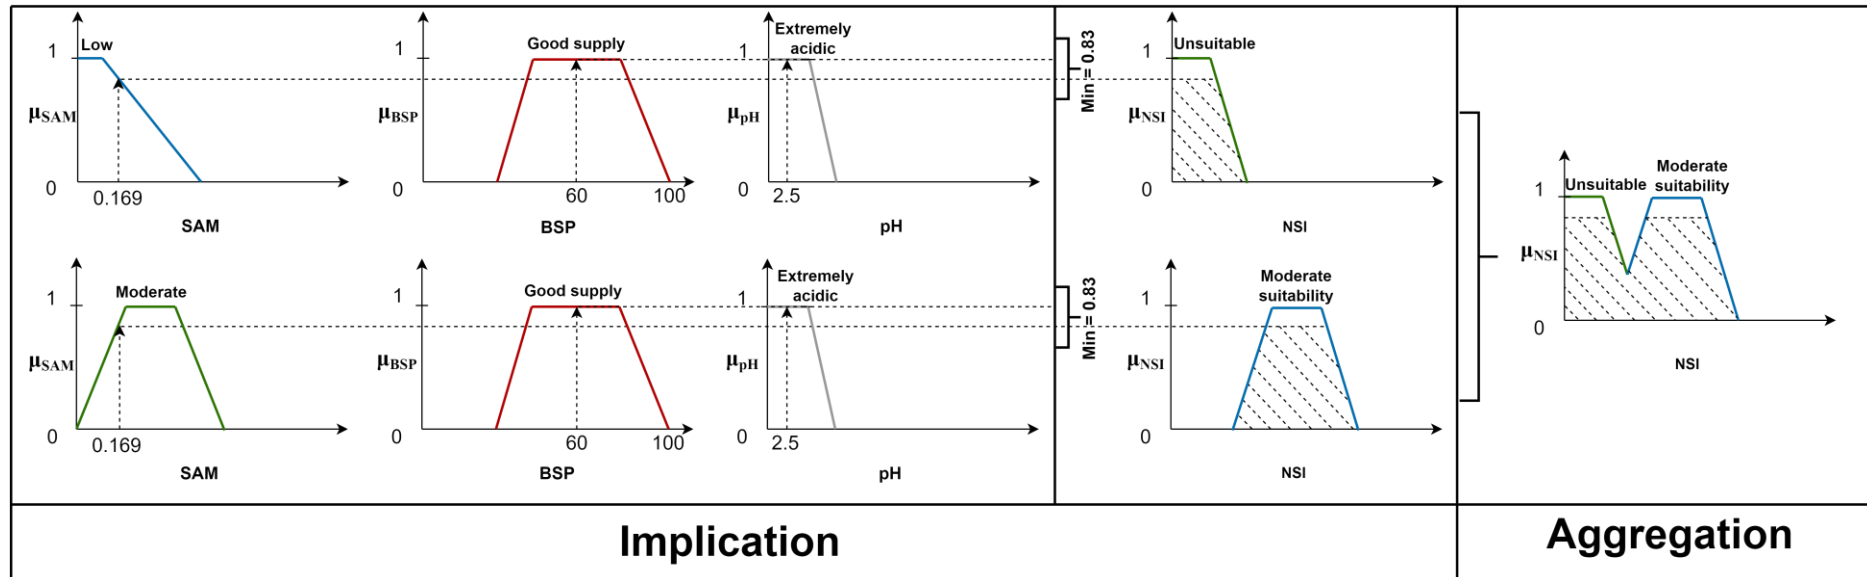 Low
1
μSAM
0
0.169
SAM
Good supply
1
μBSP
0
60
100
BSP
Extremely
acidic
1
μpH
0
2.5
pH
Min = 0.83
Unsuitable
1
μNSI
0
NSI
Moderate
1
μSAM
0
0.169
SAM
Good supply
1
μBSP
0
60
100
BSP
Extremely
acidic
1
μpH
0
2.5
pH
Min = 0.83
Moderate
suitability
1
μNSI
0
NSI
Unsuitable
Moderate
suitability
1
μNSI
0
NSI
Implication
Aggregation